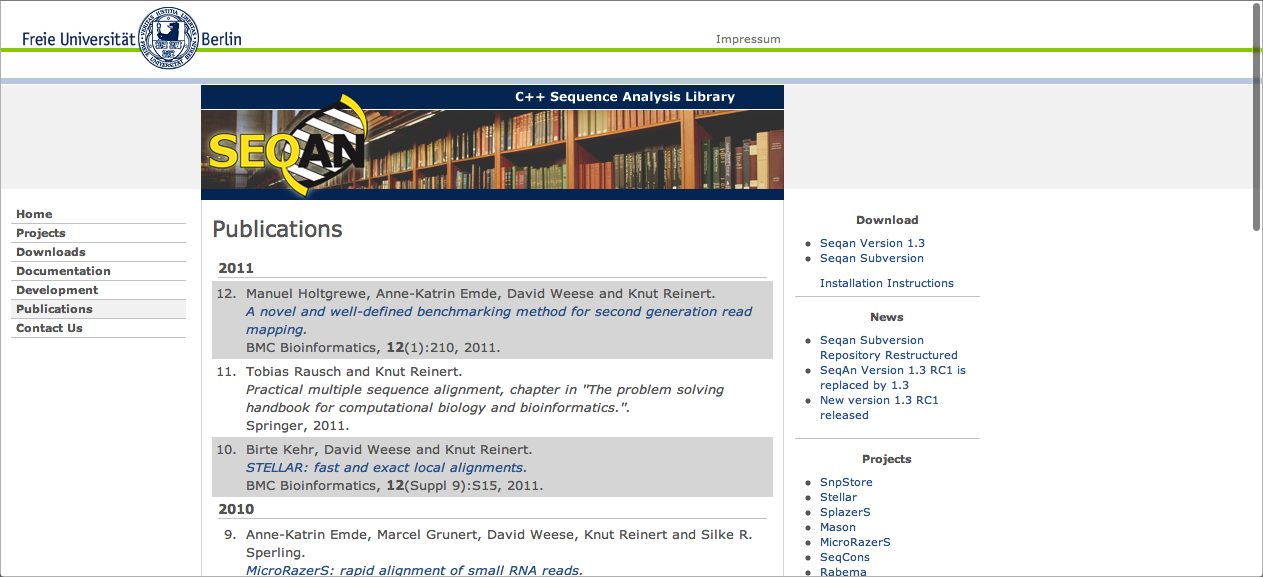 Freie Universität Berlin
Impressum
C++ Sequence Analysis Library
SEQAN
Home
Projects
Downloads
Documentation
Development
Publications
Contact Us
Publications
2011
12. Manuel Holtgrewe, Anne-Katrin Emde, David Weese and Knut Reinert.
A novel and well-defined benchmarking method for second generation read
mapping.
BMC Bioinformatics, 12(1):210, 2011.
11. Tobias Rausch and Knut Reinert.
Practical multiple sequence alignment, chapter in "The problem solving
handbook for computational biology and bioinformatics.".
Springer, 2011.
10. Birte Kehr, David Weese and Knut Reinert.
STELLAR: fast and exact local alignments.
BMC Bioinformatics, 12(Suppl 9):S15, 2011.
2010
9. Anne-Katrin Emde, Marcel Grunert, David Weese, Knut Reinert and Silke R.
Sperling.
MicroRazerS: rapid alignment of small RNA reads.
Download
Seqan Version 1.3
Seqan Subversion
Installation Instructions
News
Seqan Subversion
Repository Restructured
SeqAn Version 1.3 RC1 is
replaced by 1.3
New version 1.3 RC1
released
Projects
SnpStore
Stellar
SplazerS
Mason
MicroRazerS
SeqCons
Rabema